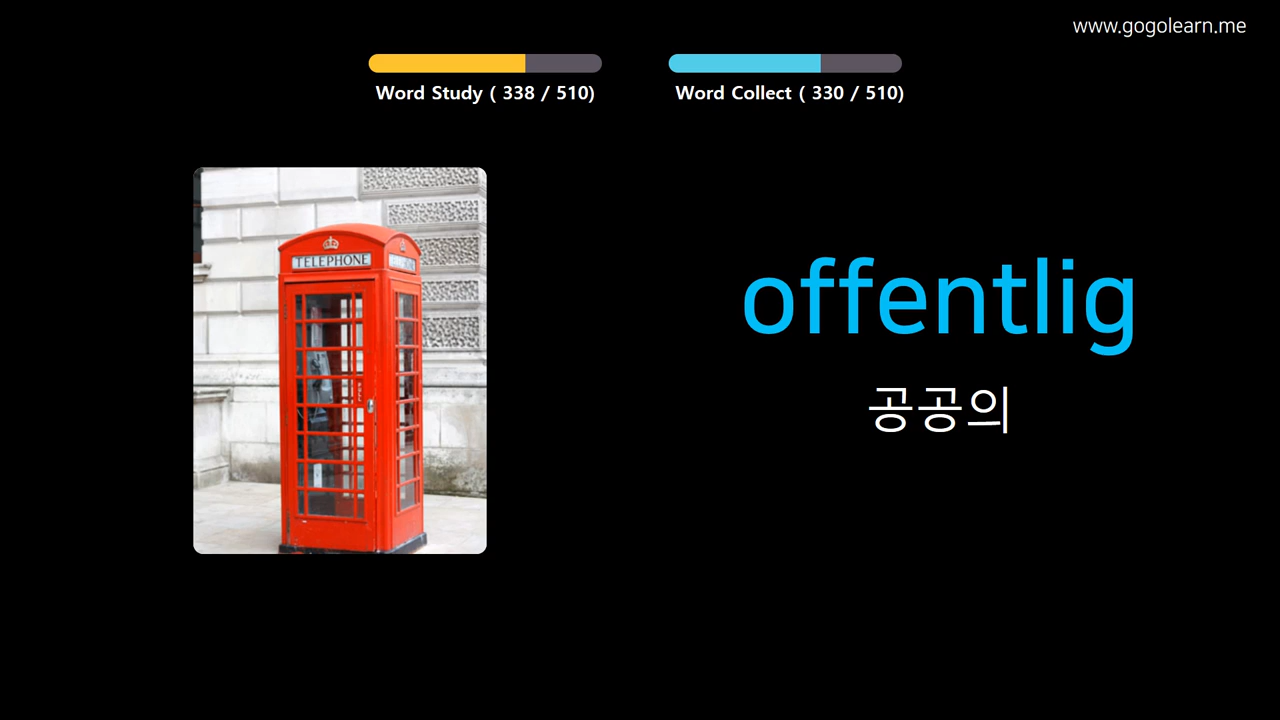 www.gogolearn.me
Word Study ( 338 / 510)
Word Collect ( 330 / 510)
TELEPHONE
offentlig
공공의